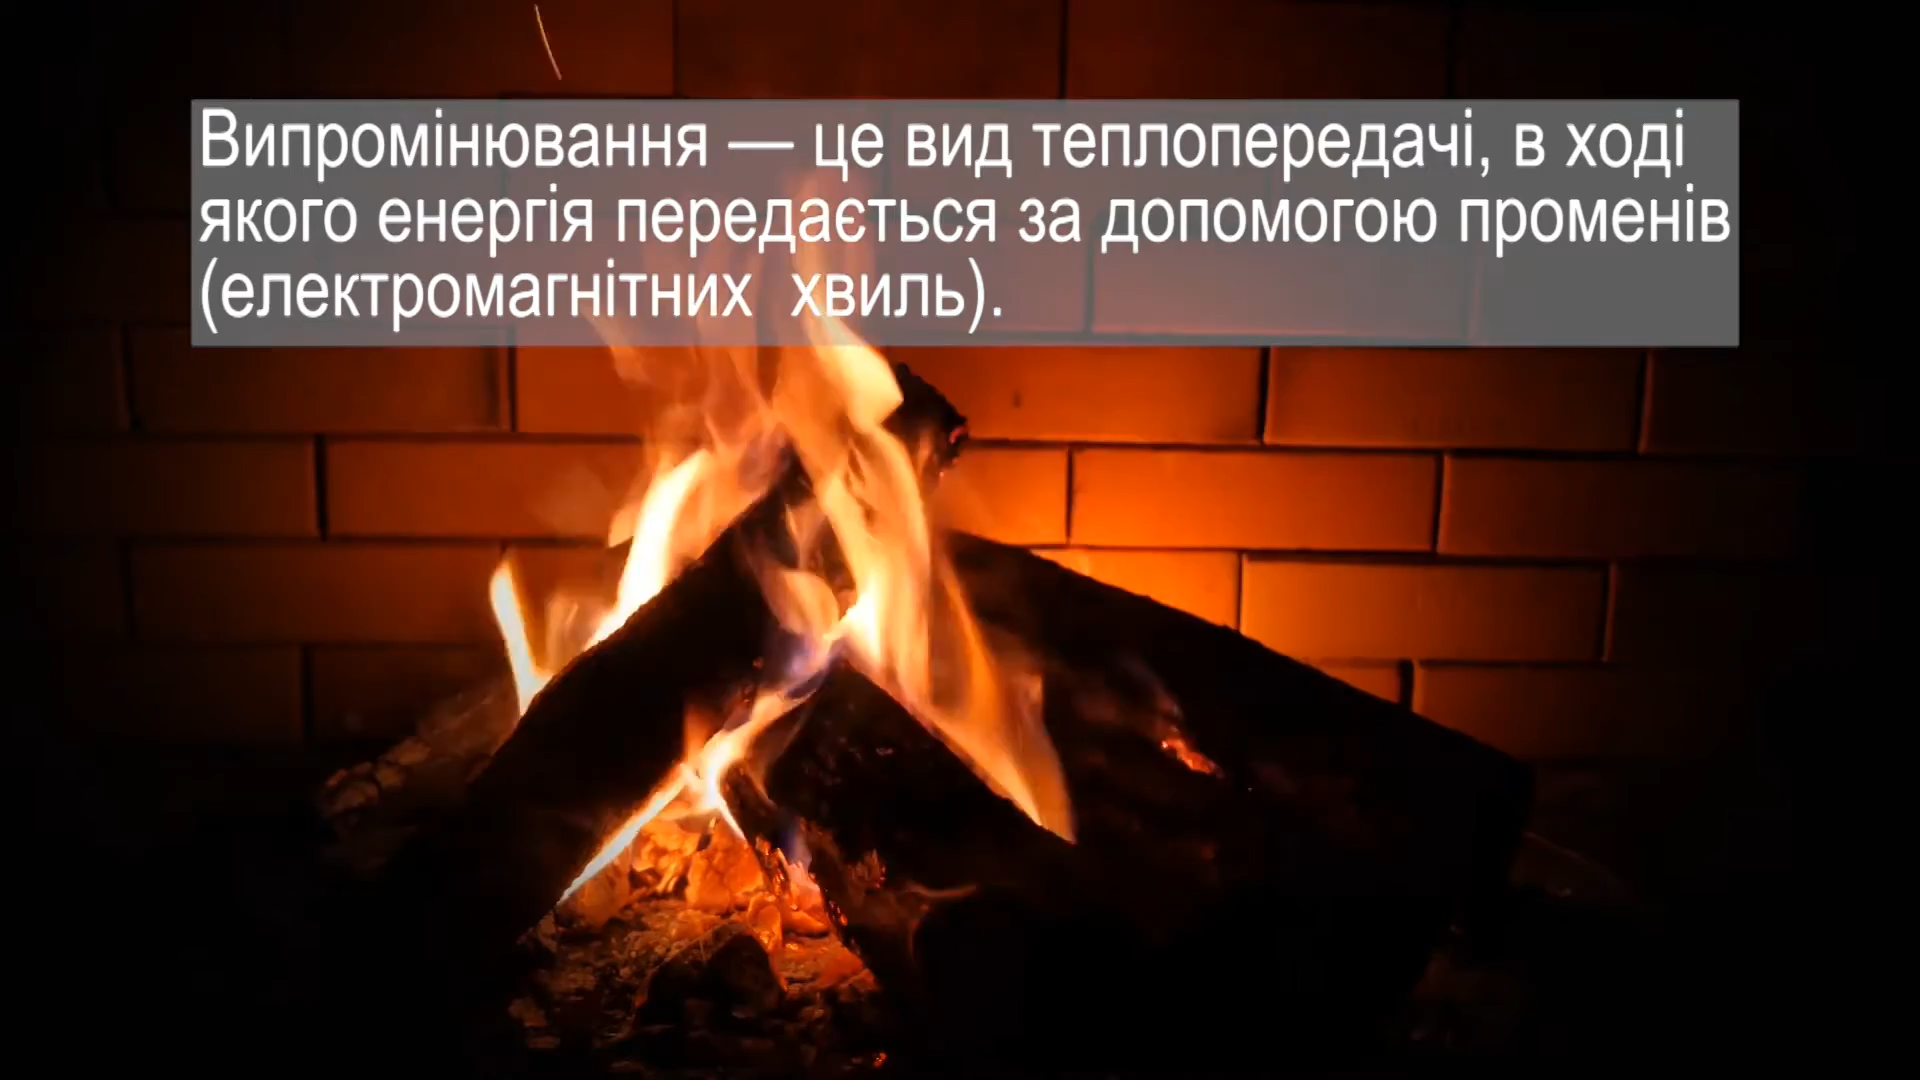 Випромінювання — це вид теплопередачі, в ході
якого енергія передається за допомогою променів
(електромагнітних хвиль).